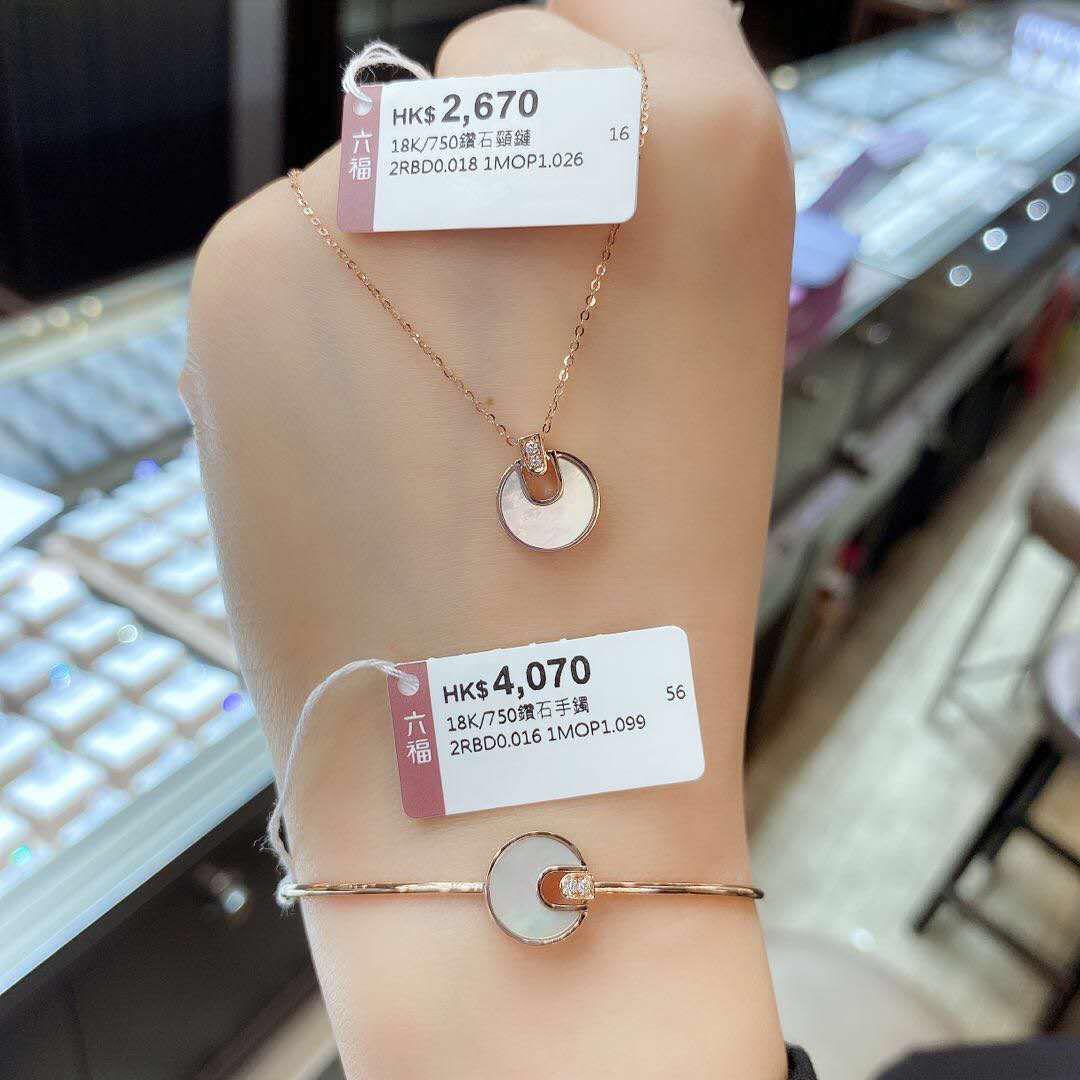 六福
HK$ 2,670
18K/750鑽石頸鏈
16
2RBD0.018 1MOP1.026
六福
HK$ 4,070
18K/750鑽石手鐲
56
2RBD0.016 1MOP1.099